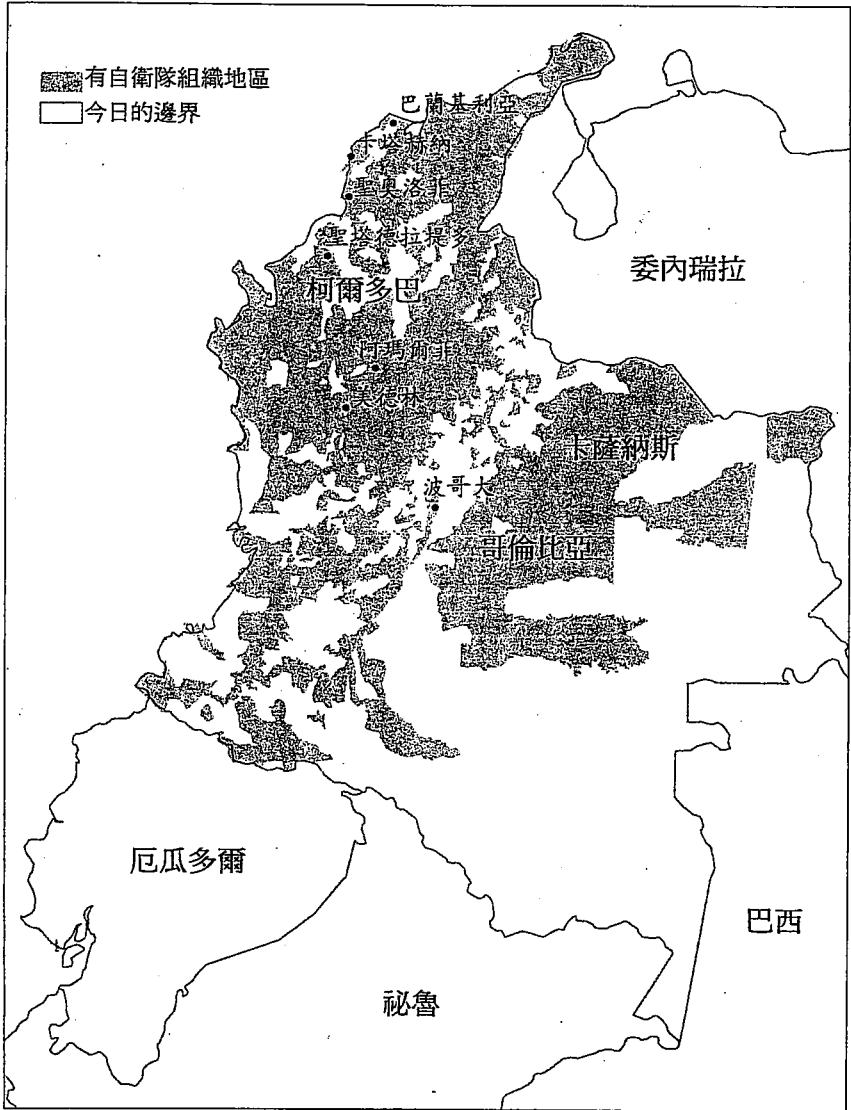 有自衛隊組織地區
今日的邊界
巴蘭基利亞
卡塔赫納
聖奧洛菲
聖塔德拉提多
委內瑞拉
柯爾多巴
阿瑪爾菲
美德林
卡薩納斯
波哥大
哥倫比亞
厄瓜多爾
巴西
祕魯